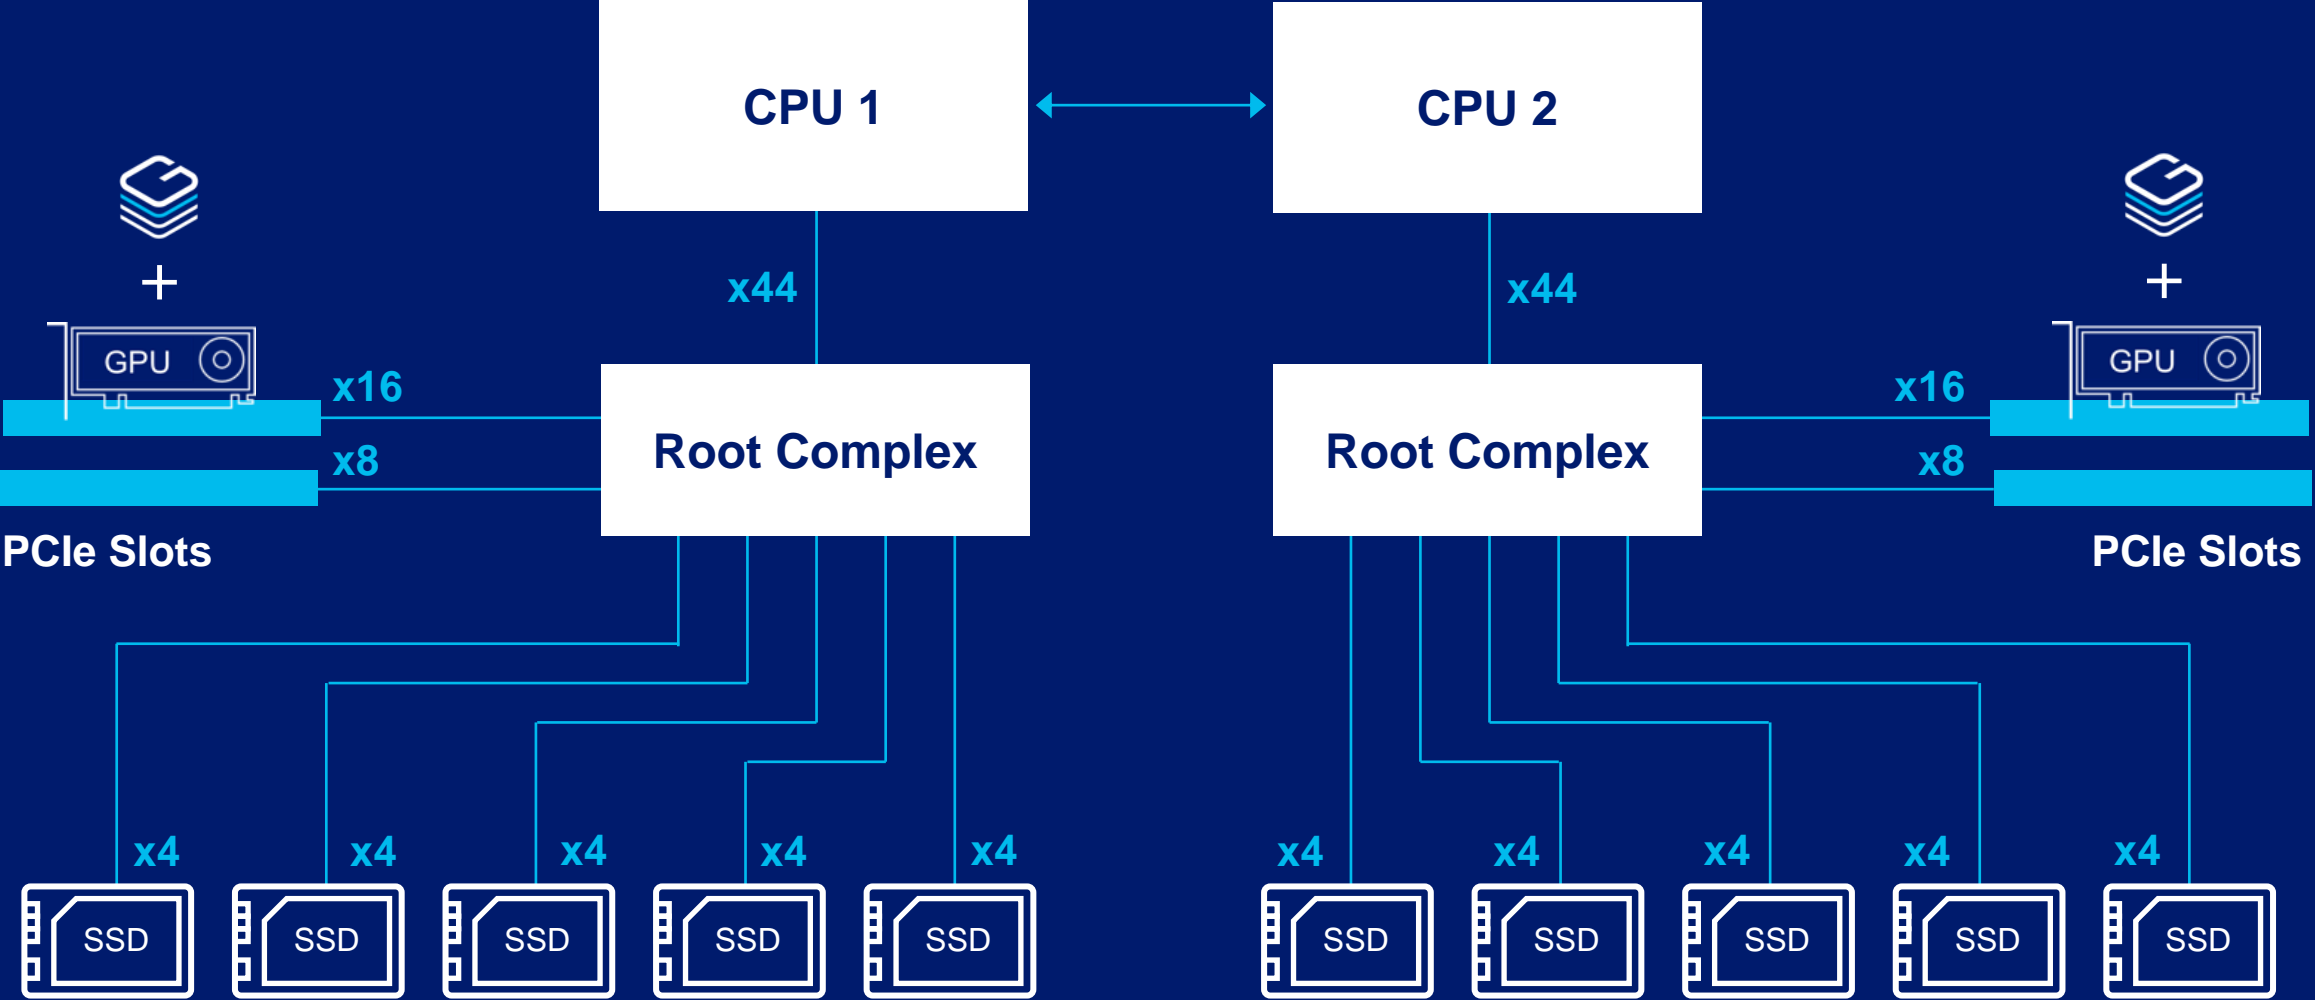 CPU 1
CPU 2
+
+
x44
x44
GPU
GPU
x16
x16
Root Complex
Root Complex
x8
x8
PCIe Slots
PCIe Slots
x4
x4
x4
x4
x4
x4
x4
x4
x4
x4
SSD
SSD
SSD
SSD
SSD
SSD
SSD
SSD
SSD
SSD